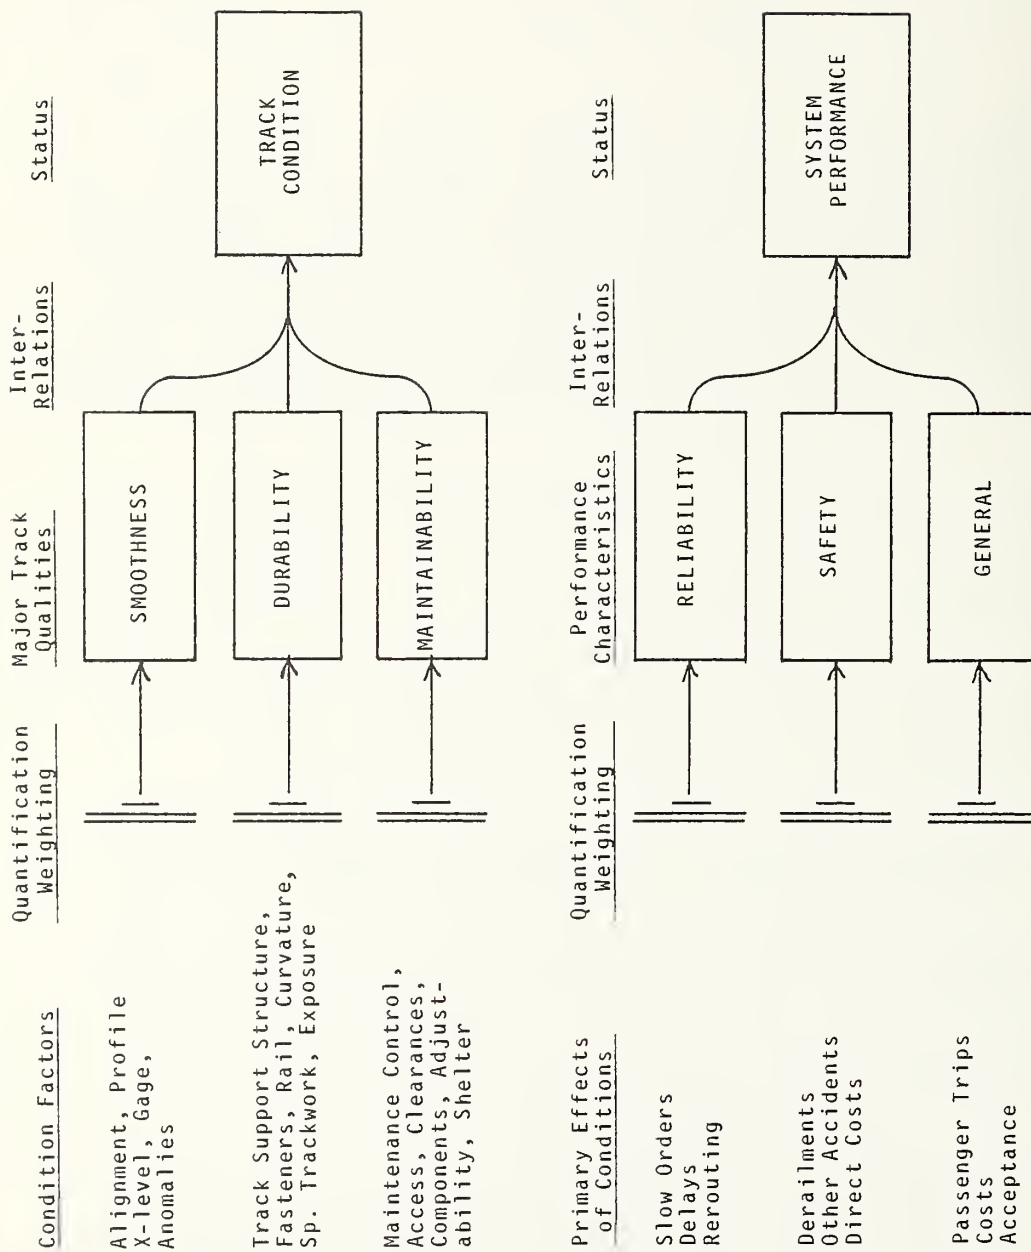 Condition Factors
Quantification
Weighting
Major Track
Qualities
Inter-
Relations
Status
Alignment, Profile
X-level, Gage,
Anomalies
SMOOTHNESS
Track Support Structure,
Fasteners, Rail, Curvature,
Sp. Trackwork, Exposure
DURABILITY
TRACK
CONDITION
Maintenance Control,
Access, Clearances,
Components, Adjust-
ability, Shelter
MAINTAINABILITY
Primary Effects
of Conditions
Quantification
Weighting
Performance
Characteristics
Inter-
Relations
Status
Slow Orders
Delays
Rerouting
RELIABILITY
Derailments
Other Accidents
Direct Costs
SAFETY
SYSTEM
PERFORMANCE
Passenger Trips
Costs
Acceptance
GENERAL